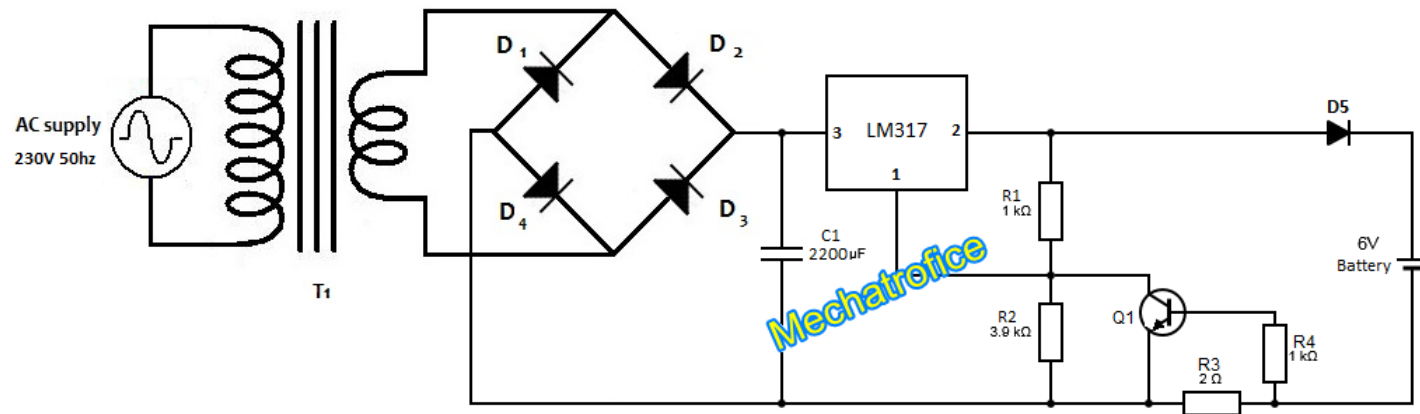 AC supply
230V 50hz
T1
D1
D2
D4
D3
C1
2200µF
3
LM317
2
1
R1
1 kΩ
R2
3.9 kΩ
Q1
R3
2 Ω
R4
1 kΩ
D5
6V
Battery
Mechatrofice